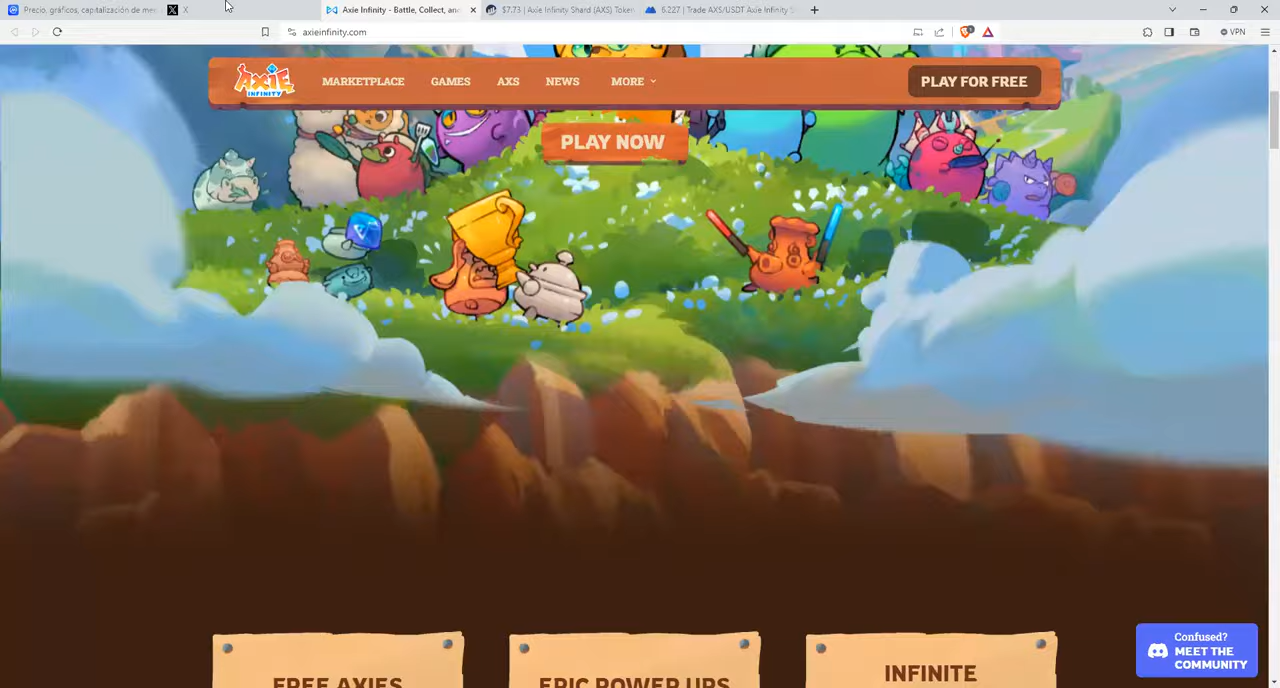 Precio, gráficos, capitalización de mer
X
Axie Infinity - Battle, Collect, an
$7.73 | Axie Infinity Shard (AXS) Token
6.227 | Trade AXS/USDT Axie Infinity S
axieinfinity.com
VPN
AXIE
INFINITY
MARKETPLACE
GAMES
AXS
NEWS
MORE
PLAY FOR FREE
PLAY NOW
FREE AXIES
EPIC POWER UPS
INFINITE
Confused?
MEET THE
COMMUNITY